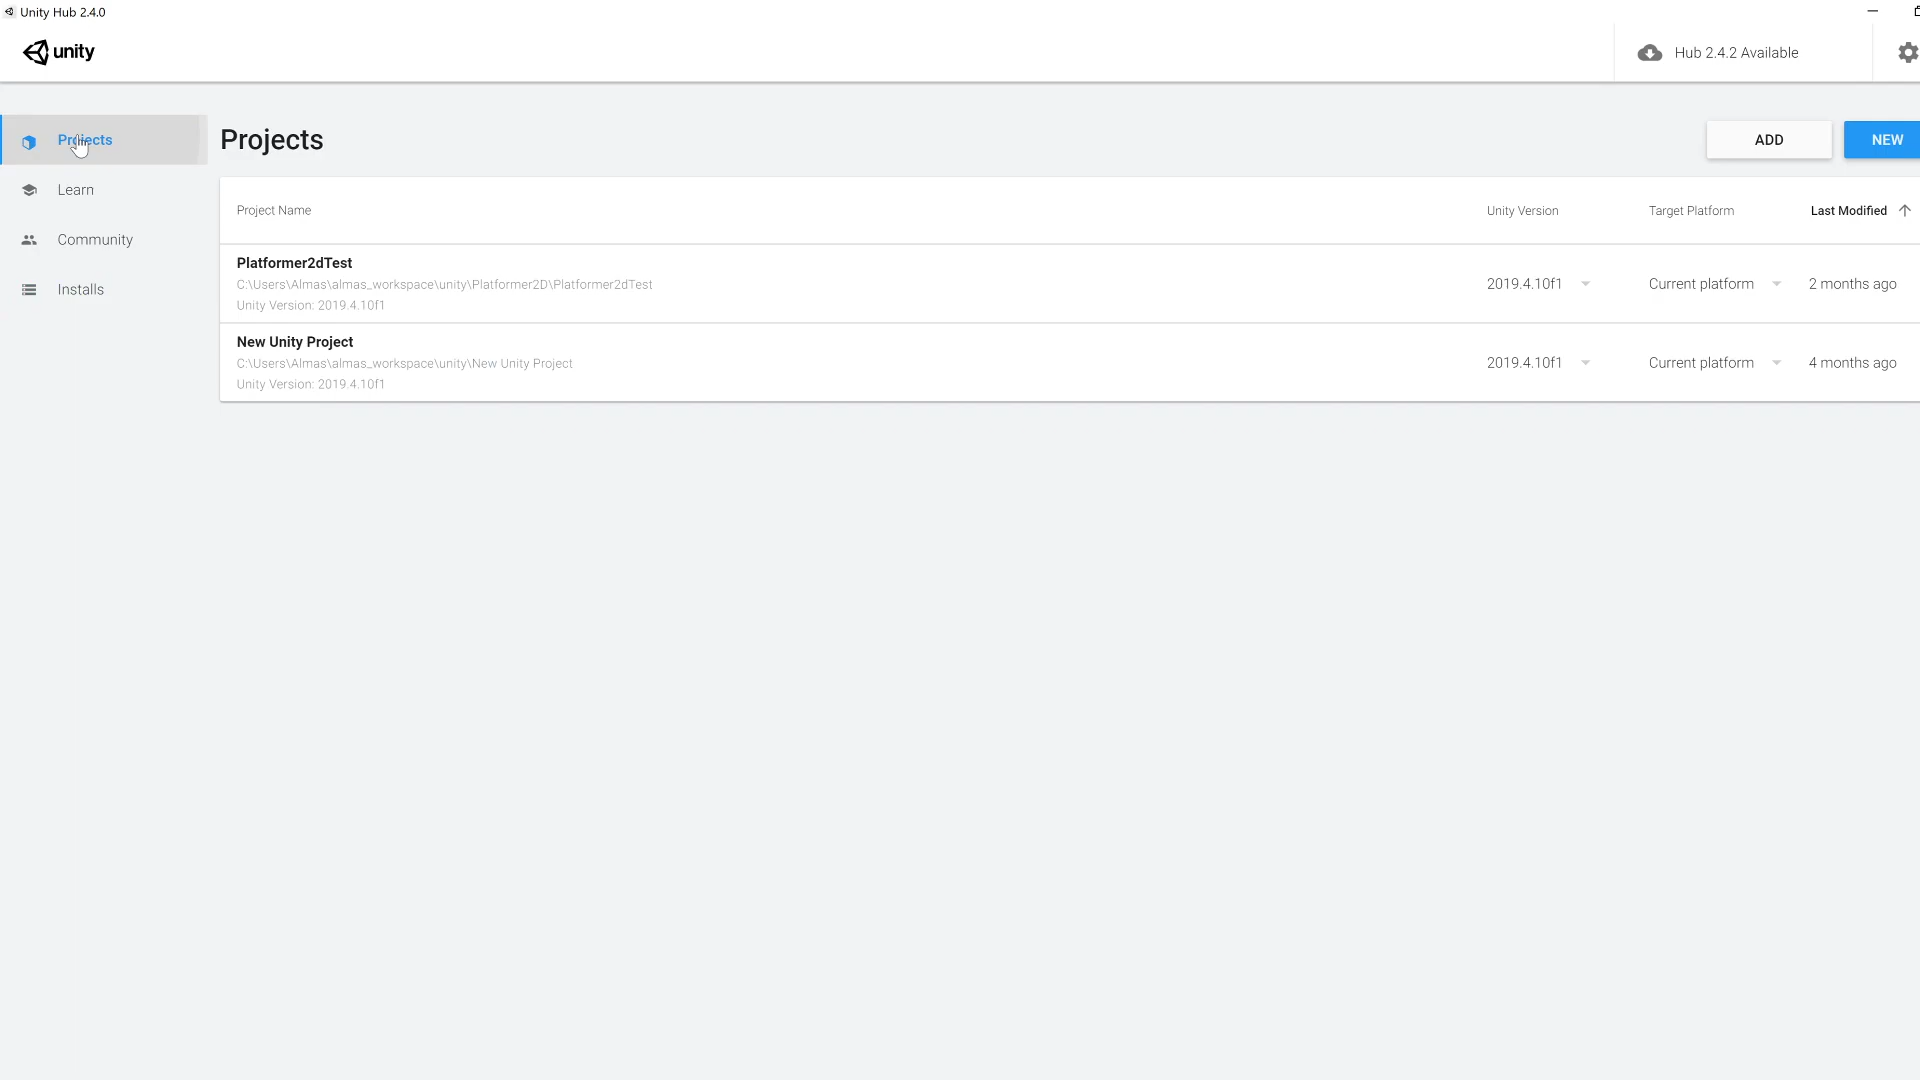 Unity Hub 2.4.0
unity
Hub 2.4.2 Available
Projects
Learn
Community
Installs
Projects
ADD
NEW
Project Name
Unity Version
Target Platform
Last Modified
Platformer2dTest
C:\Users\Almas\almas_workspace\unity\Platformer2D\Platformer2dTest
Unity Version: 2019.4.10f1
2019.4.10f1
Current platform
2 months ago
New Unity Project
C:\Users\Almas\almas_workspace\unity\New Unity Project
Unity Version: 2019.4.10f1
2019.4.10f1
Current platform
4 months ago